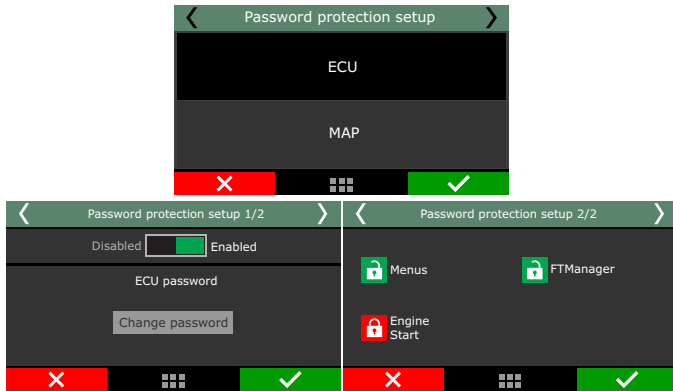 Password protection setup
ECU
MAP
Password protection setup 1/2
Disabled Enabled
ECU password
Change password
Password protection setup 2/2
Menus
FTManager
Engine
Start